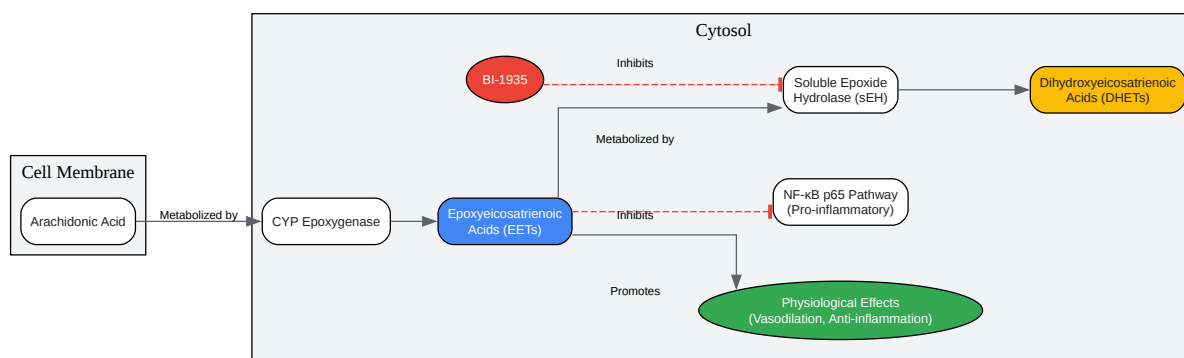 Cytosol
BI-1935
Inhibits
Soluble Epoxide
Hydrolase (sEH)
Dihydroxyeicosatrienoic
Acids (DHETs)
Metabolized by
Cell Membrane
Arachidonic Acid
Metabolized by
CYP Epoxygenase
Epoxyeicosatrienoic
Acids (EETs)
Inhibits
NF-κB p65 Pathway
(Pro-inflammatory)
Promotes
Physiological Effects
(Vasodilation, Anti-inflammation)